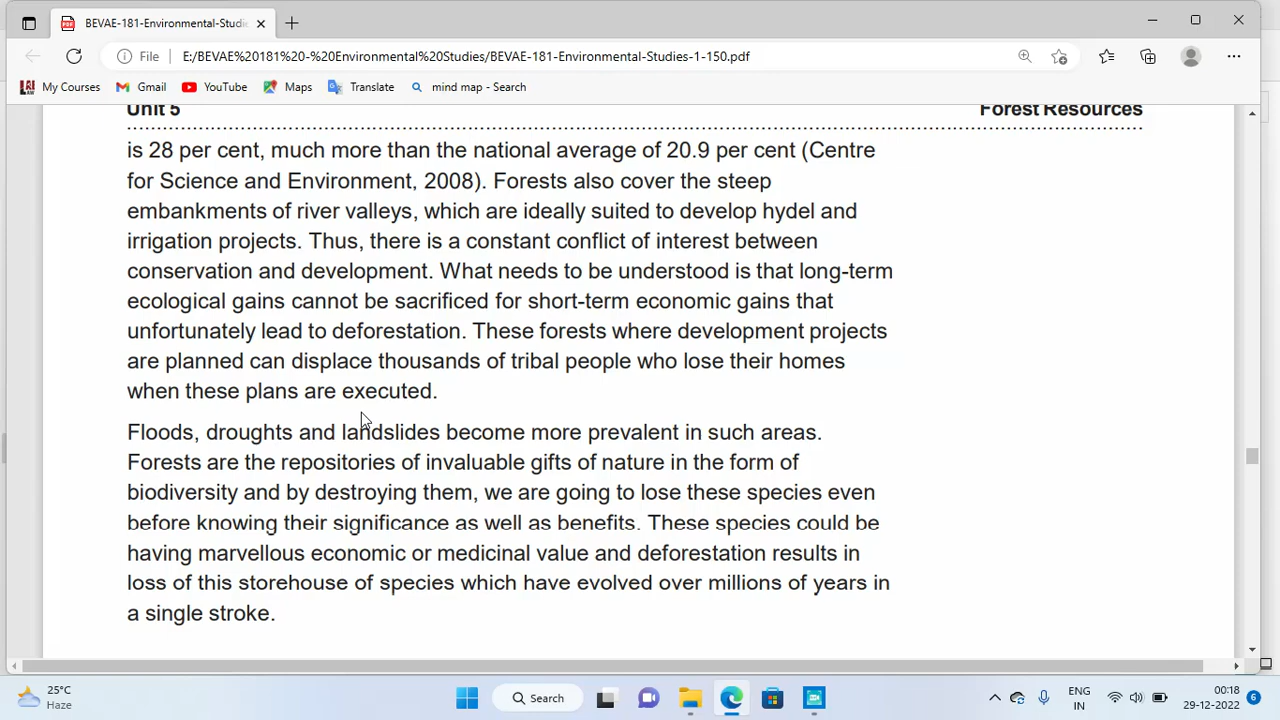 BEVAE-181-Environmental-Studi
File
E:/BEVAE%20181%20-%20Environmental%20Studies/BEVAE-181-Environmental-Studies-1-150.pdf
My Courses
Gmail
YouTube
Maps
Translate
mind map - Search
Unit 5
Forest Resources
is 28 per cent, much more than the national average of 20.9 per cent (Centre
for Science and Environment, 2008). Forests also cover the steep
embankments of river valleys, which are ideally suited to develop hydel and
irrigation projects. Thus, there is a constant conflict of interest between
conservation and development. What needs to be understood is that long-term
ecological gains cannot be sacrificed for short-term economic gains that
unfortunately lead to deforestation. These forests where development projects
are planned can displace thousands of tribal people who lose their homes
when these plans are executed.
Floods, droughts and landslides become more prevalent in such areas.
Forests are the repositories of invaluable gifts of nature in the form of
biodiversity and by destroying them, we are going to lose these species even
before knowing their significance as well as benefits. These species could be
having marvellous economic or medicinal value and deforestation results in
loss of this storehouse of species which have evolved over millions of years in
a single stroke.
25°C
Haze
Search
ENG
IN
00:18
29-12-2022
6